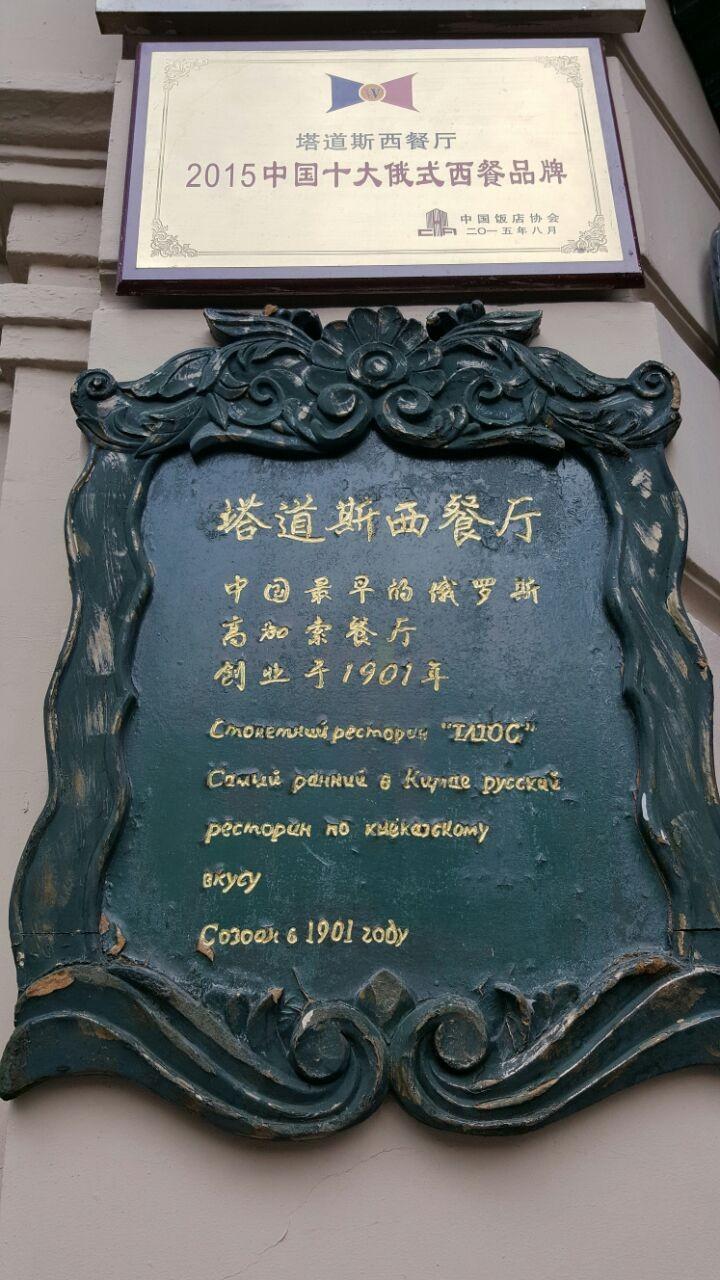 塔道斯西餐厅
2015中国十大俄式西餐品牌
CHA 中国饭店协会
二〇一五年八月
塔道斯西餐厅
中国最早的俄罗斯
高加索餐厅
创业于1901年
Столетний ресторан
Самый ранний в Китае русский
ресторан по кавказскому
вкусу
Созоан в 1901 году